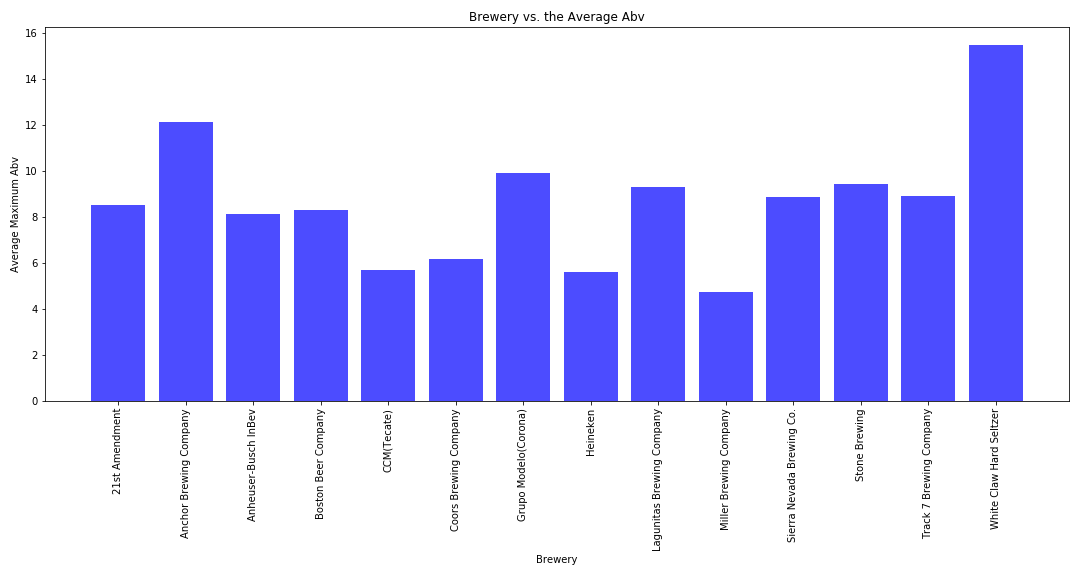 Brewery vs. the Average Abv
Average Maximum Abv
16
14
12
10
8
6
4
2
0
21st Amendment
Anchor Brewing Company
Anheuser-Busch InBev
Boston Beer Company
CCM(Tecate)
Coors Brewing Company
Grupo Modelo(Corona)
Heineken
Lagunitas Brewing Company
Miller Brewing Company
Sierra Nevada Brewing Co.
Stone Brewing
Track 7 Brewing Company
White Claw Hard Seltzer
Brewery